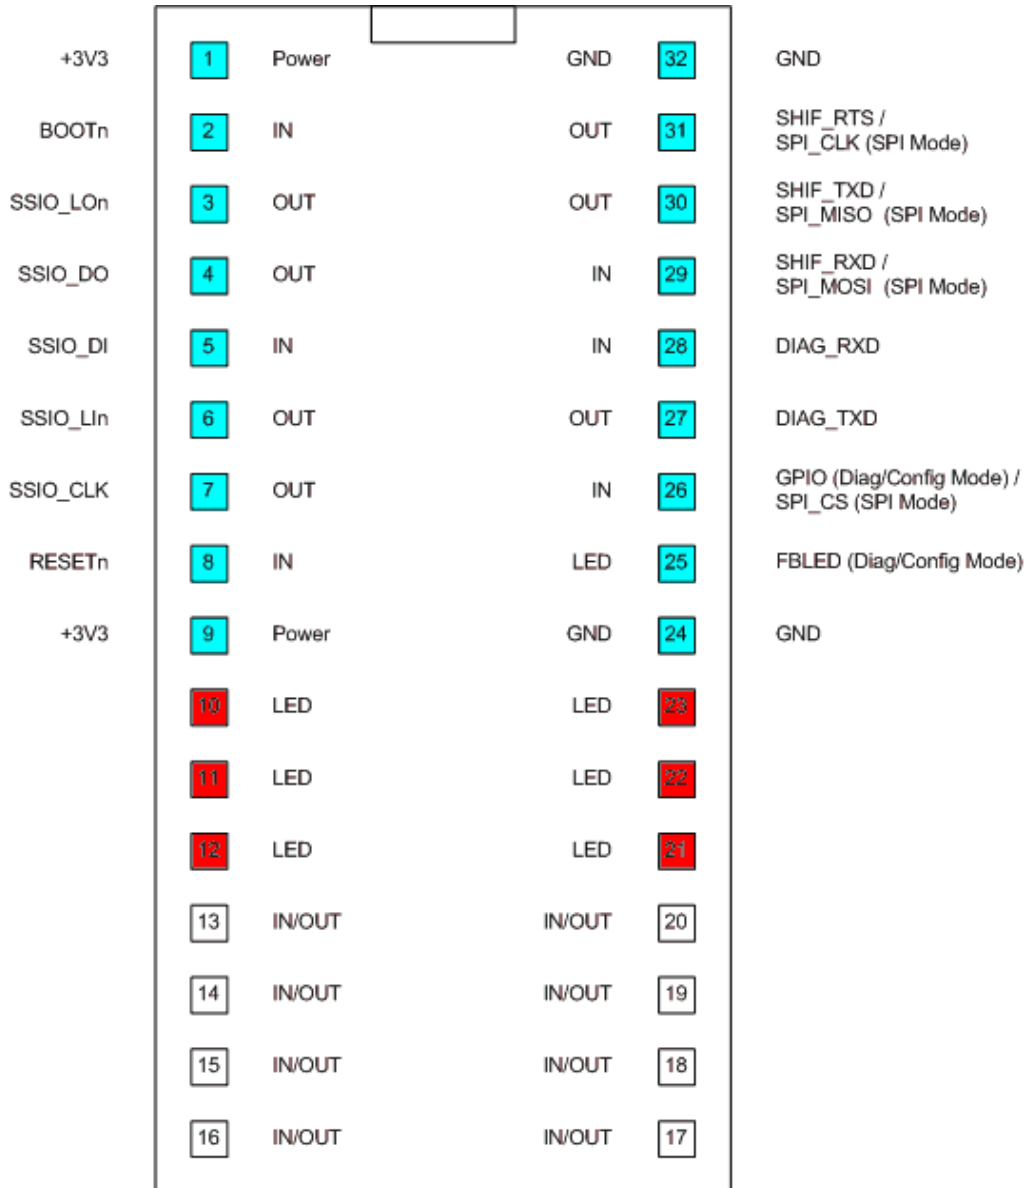 +3V3 1 Power GND 32 GND
BOOTn 2 IN OUT 31 SHIF_RTS /
SPI_CLK (SPI Mode)
SSIO_LOn 3 OUT OUT 30 SHIF_TXD /
SPI_MISO (SPI Mode)
SSIO_DO 4 OUT IN 29 SHIF_RXD /
SPI_MOSI (SPI Mode)
SSIO_DI 5 IN IN 28 DIAG_RXD
SSIO_LIn 6 OUT OUT 27 DIAG_TXD
SSIO_CLK 7 OUT IN 26 GPIO (Diag/Config Mode) /
SPI_CS (SPI Mode)
RESETn 8 IN LED 25 FBLED (Diag/Config Mode)
+3V3 9 Power GND 24 GND
10 LED LED 23
11 LED LED 22
12 LED LED 21
13 IN/OUT IN/OUT 20
14 IN/OUT IN/OUT 19
15 IN/OUT IN/OUT 18
16 IN/OUT IN/OUT 17